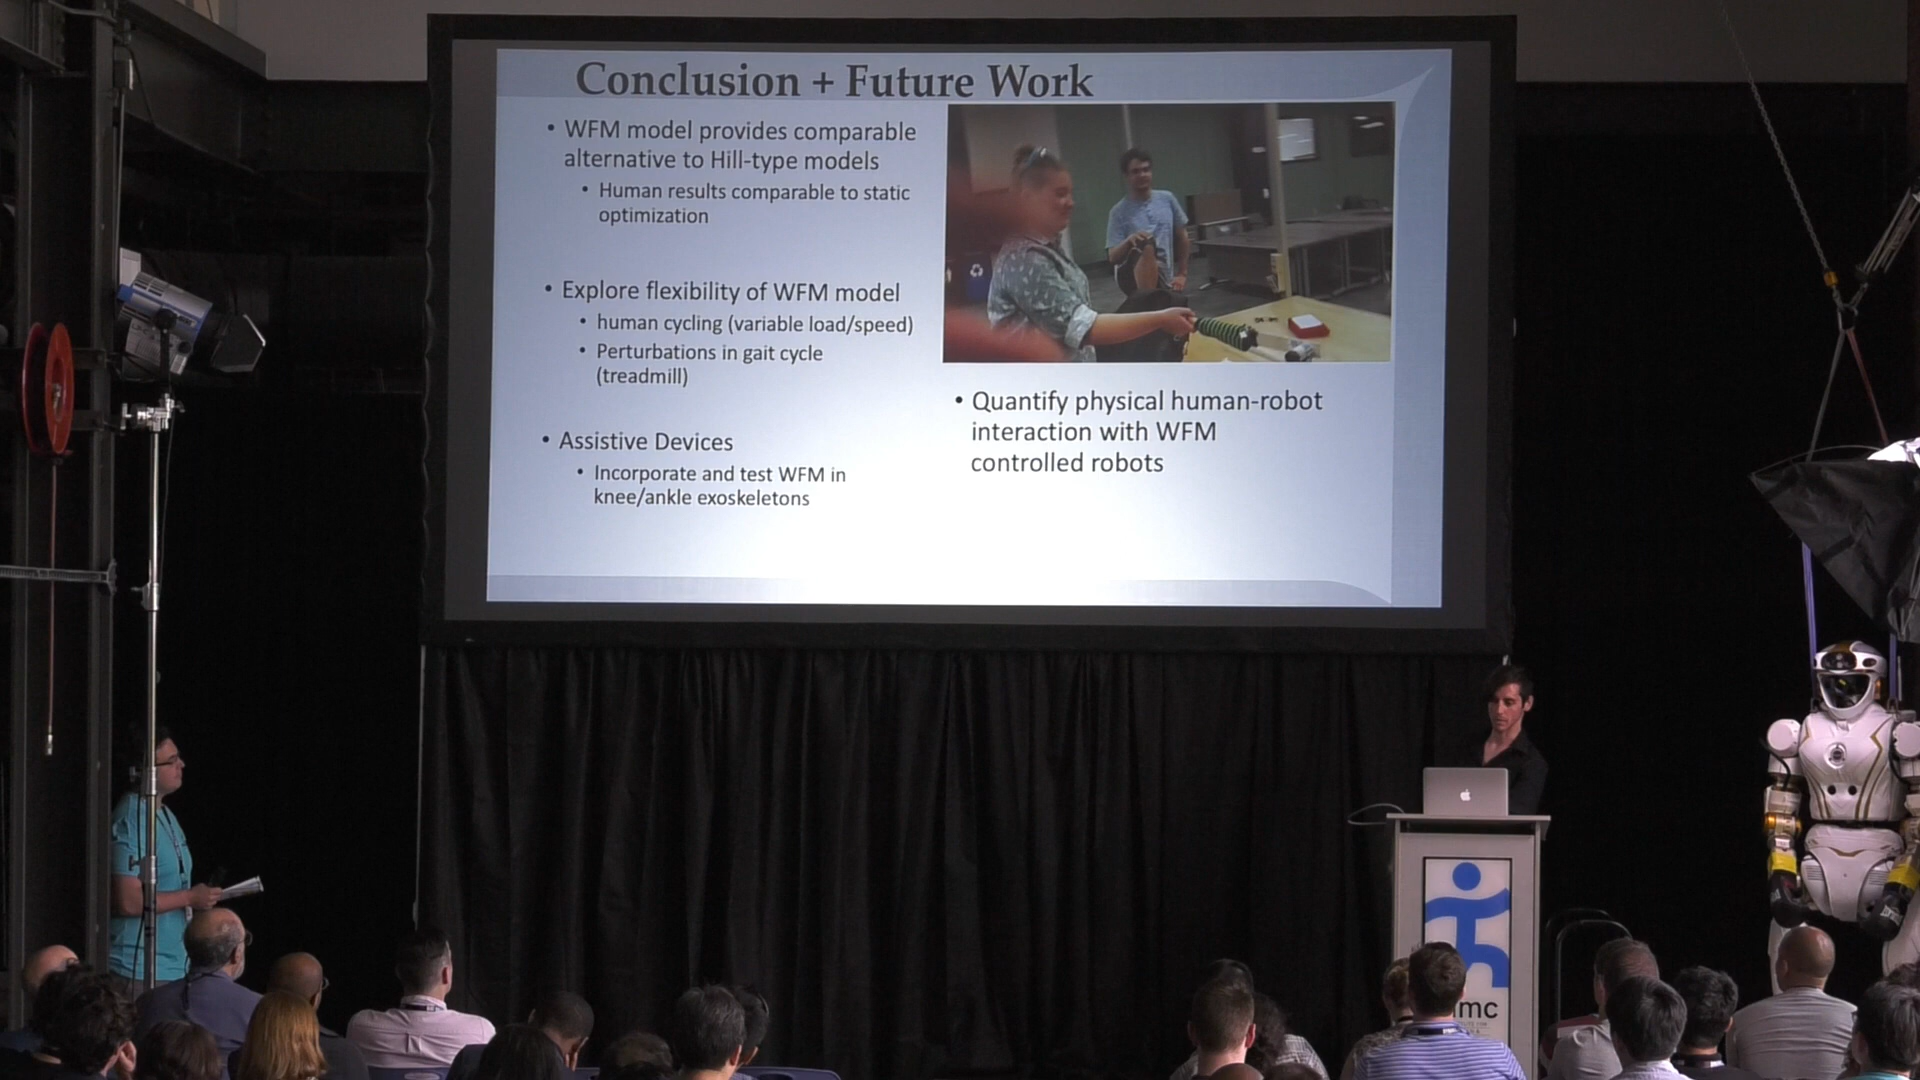 Conclusion + Future Work
• WFM model provides comparable
alternative to Hill-type models
• Human results comparable to static
optimization
• Explore flexibility of WFM model
• human cycling (variable load/speed)
• Perturbations in gait cycle
(treadmill)
• Assistive Devices
• Incorporate and test WFM in
knee/ankle exoskeletons
• Quantify physical human-robot
interaction with WFM
controlled robots
mc